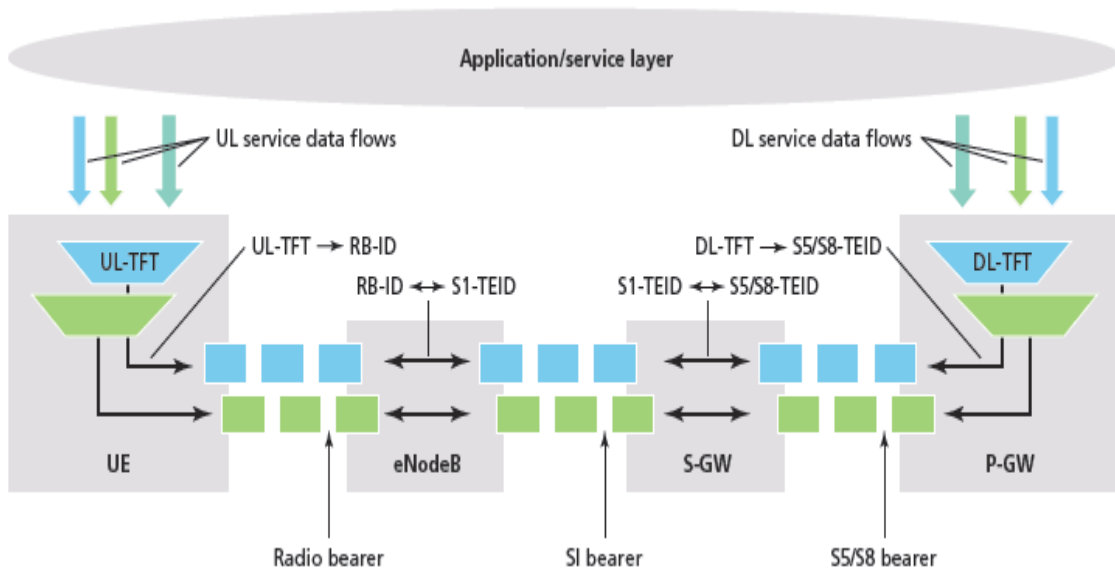 Application/service layer
UL service data flows
DL service data flows
UL-TFT
UL-TFT → RB-ID
DL-TFT → S5/S8-TEID
DL-TFT
RB-ID ↔ S1-TEID
S1-TEID ↔ S5/S8-TEID
UE
eNodeB
S-GW
P-GW
Radio bearer
SI bearer
S5/S8 bearer